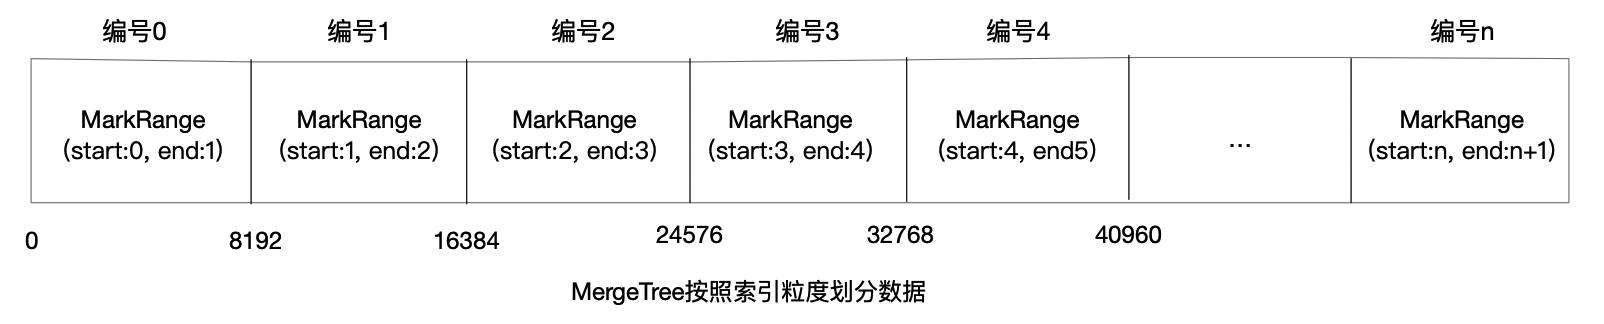 编号0 编号1 编号2 编号3 编号4 编号n
MarkRange MarkRange MarkRange MarkRange MarkRange MarkRange
(start:0, end:1) (start:1, end:2) (start:2, end:3) (start:3, end:4) (start:4, end5) ... (start:n, end:n+1)
0 8192 16384 24576 32768 40960
MergeTree按照索引粒度划分数据